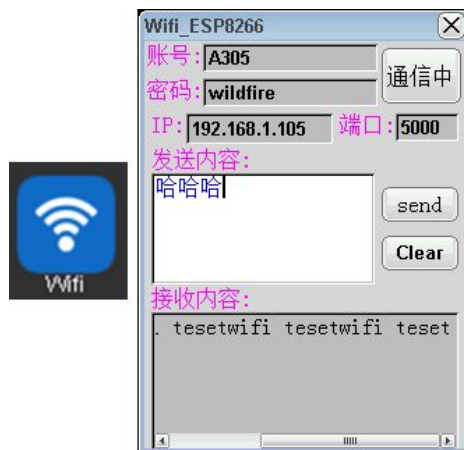 Wifi
Wifi_ESP8266
账号: A305
密码: wildfire
通信中
IP: 192.168.1.105 端口: 5000
发送内容:
哈哈哈
send
Clear
接收内容:
. tesetwifi tesetwifi teset